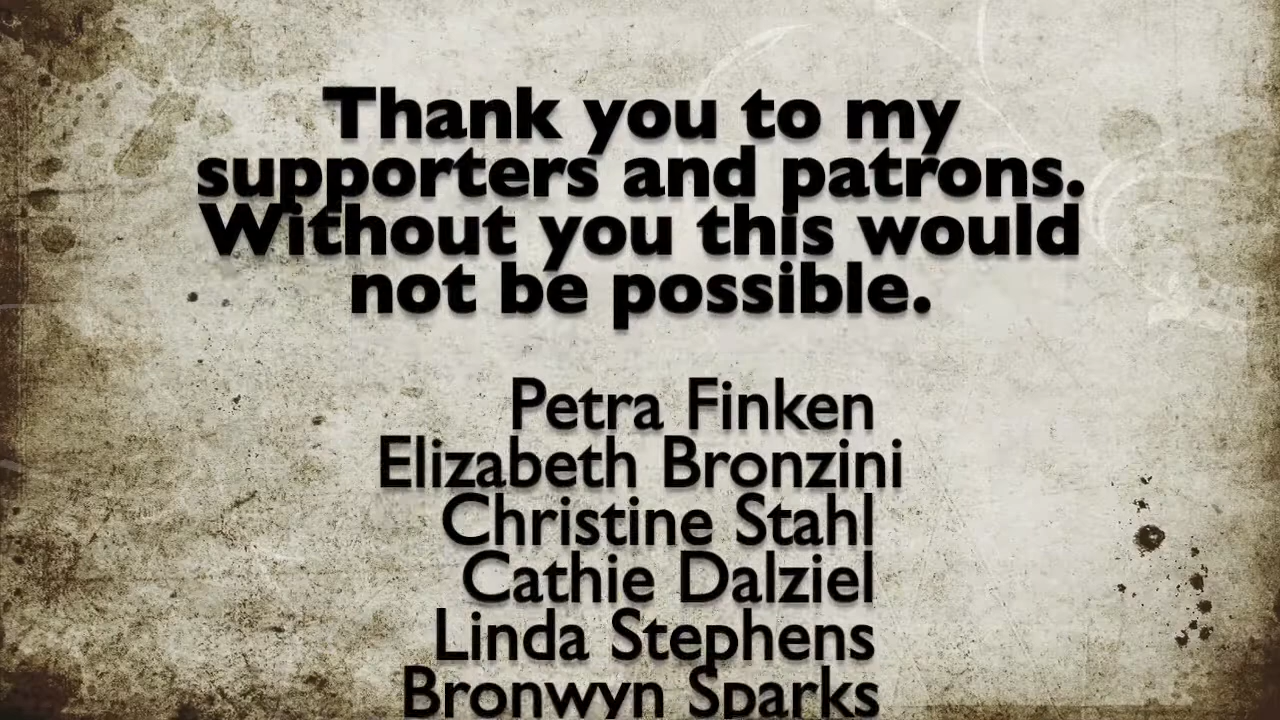 Thank you to my
supporters and patrons.
Without you this would
not be possible.
Petra Finken
Elizabeth Bronzini
Christine Stahl
Cathie Dalziel
Linda Stephens
Bronwyn Sparks